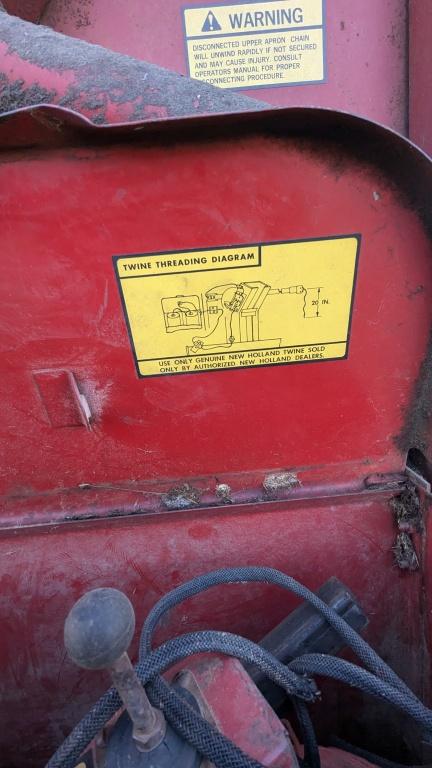 WARNING
DISCONNECTED UPPER APRON CHAIN
WILL UNWIND RAPIDLY IF NOT SECURED
AND MAY CAUSE INJURY. CONSULT
OPERATORS MANUAL FOR PROPER
DISCONNECTING PROCEDURE.
TWINE THREADING DIAGRAM
20 IN.
USE ONLY GENUINE NEW HOLLAND TWINE SOLD
ONLY BY AUTHORIZED NEW HOLLAND DEALERS.